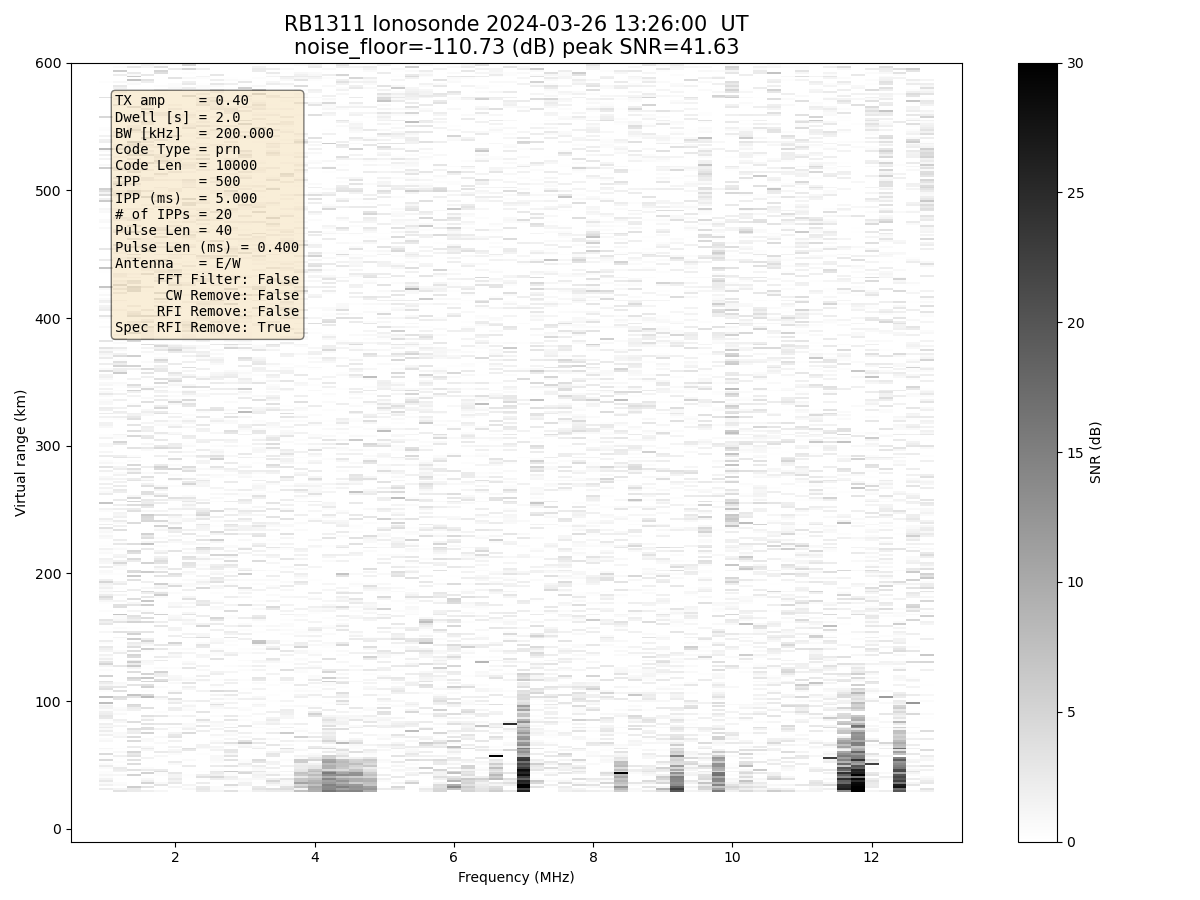 RB1311 Ionosonde 2024-03-26 13:26:00  UT
noise_floor=-110.73 (dB) peak SNR=41.63
600
500
400
300
200
100
0
Virtual range (km)
TX amp    = 0.40
Dwell [s] = 2.0
BW [kHz]  = 200.000
Code Type = prn
Code Len  = 10000
IPP       = 500
IPP (ms)  = 5.000
# of IPPs = 20
Pulse Len = 40
Pulse Len (ms) = 0.400
Antenna   = E/W
FFT Filter: False
CW Remove: False
RFI Remove: False
Spec RFI Remove: True
2 4 6 8 10 12
Frequency (MHz)
30
25
20
15
10
5
0
SNR (dB)